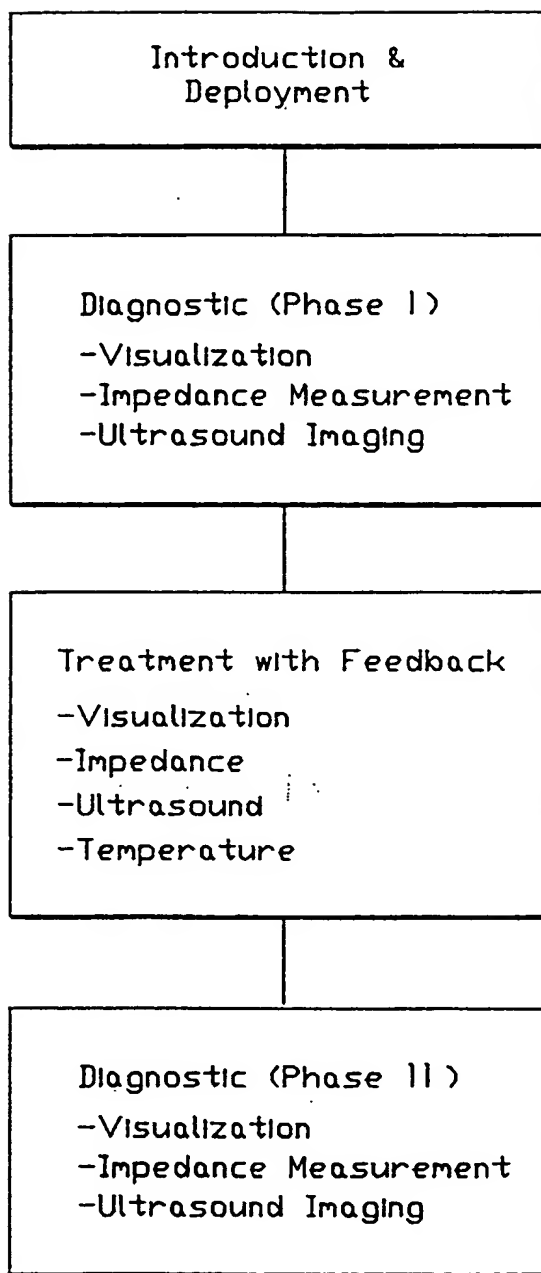 Introduction &
Deployment
Diagnostic (Phase I)
-Visualization
-Impedance Measurement
-Ultrasound Imaging
Treatment with Feedback
-Visualization
-Impedance
-Ultrasound
-Temperature
Diagnostic (Phase II)
-Visualization
-Impedance Measurement
-Ultrasound Imaging